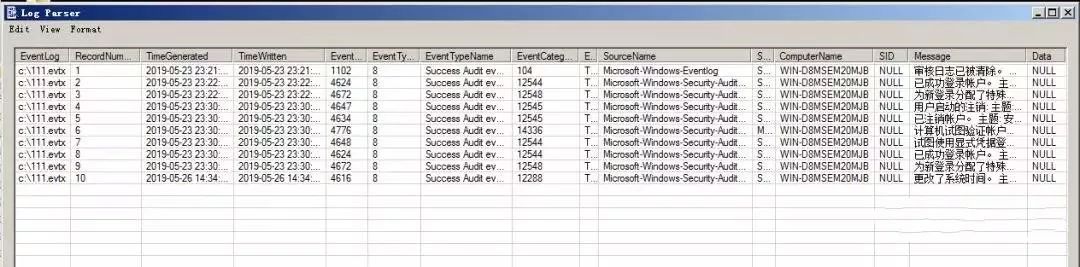 Log Parser
Edit View Format
EventLog RecordNum... TimeGenerated TimeWritten Event... EventTy... EventTypeName EventCateg... E... SourceName S... ComputerName SID Message Data
c:\111.evtx 1 2019-05-23 23:21:... 2019-05-23 23:21:... 1102 8 Success Audit ev... 104 T... Microsoft-Windows-Eventlog S... WIN-D8MSEM20MJB NULL 审核日志已被清除。 ... NULL
c:\111.evtx 2 2019-05-23 23:22:... 2019-05-23 23:22:... 4624 8 Success Audit ev... 12544 T... Microsoft-Windows-Security-Audit... S... WIN-D8MSEM20MJB NULL 已成功登录帐户。 主... NULL
c:\111.evtx 3 2019-05-23 23:22:... 2019-05-23 23:22:... 4672 8 Success Audit ev... 12548 T... Microsoft-Windows-Security-Audit... S... WIN-D8MSEM20MJB NULL 为新登录分配了特殊... NULL
c:\111.evtx 4 2019-05-23 23:30:... 2019-05-23 23:30:... 4647 8 Success Audit ev... 12545 T... Microsoft-Windows-Security-Audit... S... WIN-D8MSEM20MJB NULL 用户启动的注销: 主题... NULL
c:\111.evtx 5 2019-05-23 23:30:... 2019-05-23 23:30:... 4634 8 Success Audit ev... 12545 T... Microsoft-Windows-Security-Audit... S... WIN-D8MSEM20MJB NULL 已注销帐户。 主题: 安... NULL
c:\111.evtx 6 2019-05-23 23:30:... 2019-05-23 23:30:... 4776 8 Success Audit ev... 14336 M... Microsoft-Windows-Security-Audit... S... WIN-D8MSEM20MJB NULL 计算机试图验证帐户... NULL
c:\111.evtx 7 2019-05-23 23:30:... 2019-05-23 23:30:... 4648 8 Success Audit ev... 12544 T... Microsoft-Windows-Security-Audit... S... WIN-D8MSEM20MJB NULL 试图使用显式凭据登... NULL
c:\111.evtx 8 2019-05-23 23:30:... 2019-05-23 23:30:... 4624 8 Success Audit ev... 12544 T... Microsoft-Windows-Security-Audit... S... WIN-D8MSEM20MJB NULL 已成功登录帐户。 主... NULL
c:\111.evtx 9 2019-05-23 23:30:... 2019-05-23 23:30:... 4672 8 Success Audit ev... 12548 T... Microsoft-Windows-Security-Audit... S... WIN-D8MSEM20MJB NULL 为新登录分配了特殊... NULL
c:\111.evtx 10 2019-05-26 14:34:... 2019-05-26 14:34:... 4616 8 Success Audit ev... 12288 T... Microsoft-Windows-Security-Audit... S... WIN-D8MSEM20MJB NULL 更改了系统时间。 主... NULL